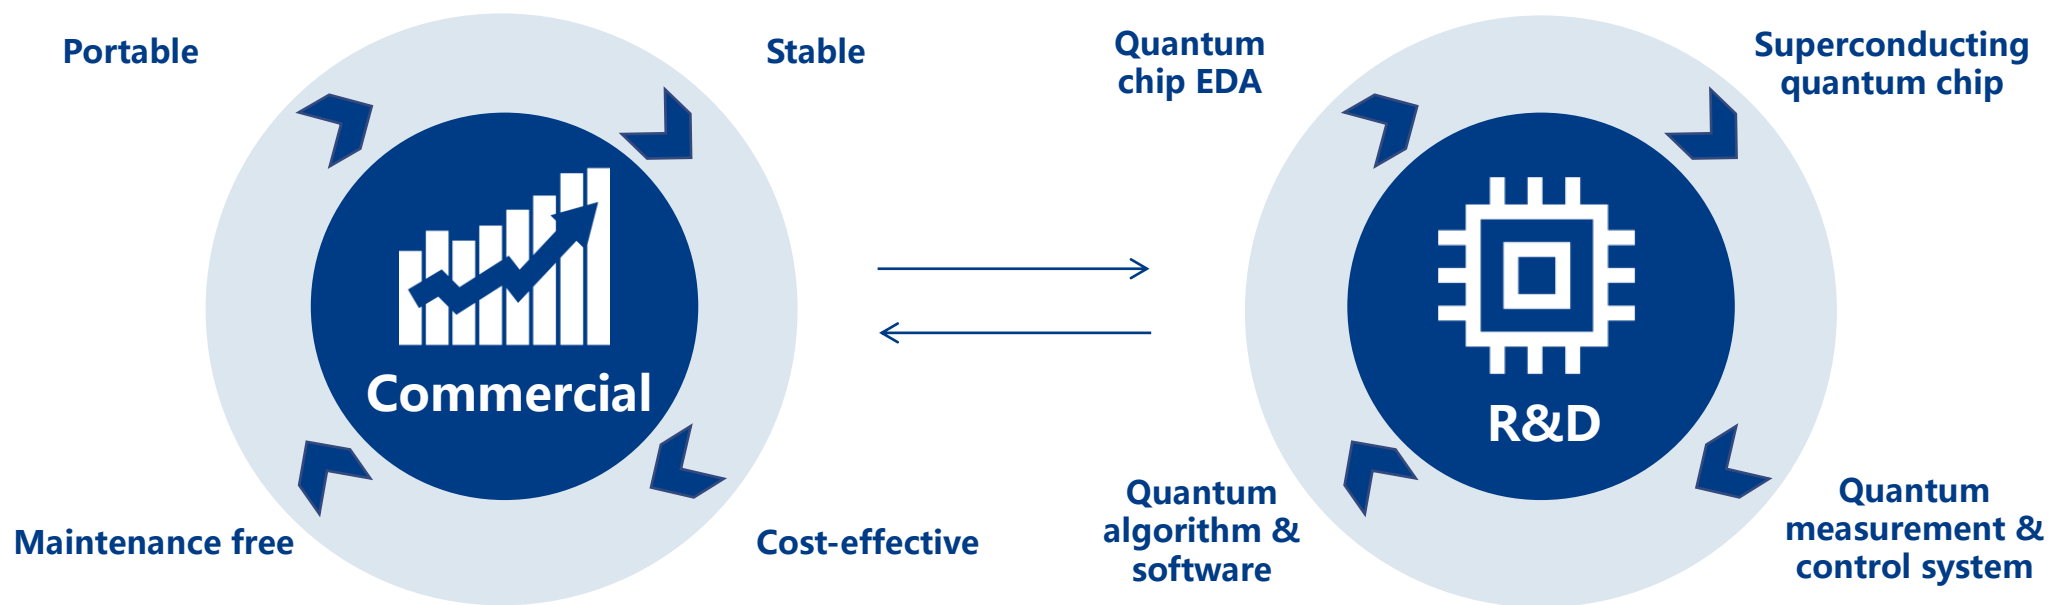 Portable
Stable
Commercial
Maintenance free
Cost-effective
Quantum
chip EDA
Superconducting
quantum chip
R&D
Quantum
algorithm &
software
Quantum
measurement &
control system